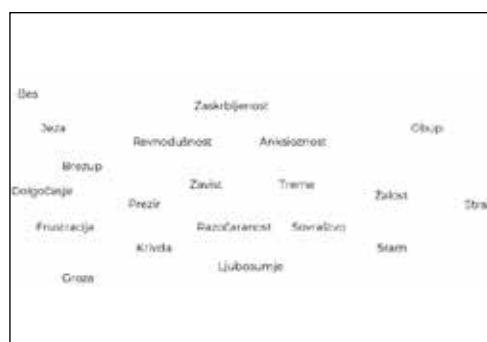 Bes
Zaskrbljenost
Jeza
Obup
Ravnodušnost
Anksioznost
Brezup
Dolgočasje
Zavist
Trema
Žalost
Prezir
Stra
Frustracija
Razočaranost
Sovraštvo
Krivda
Sram
Ljubosumje
Groza